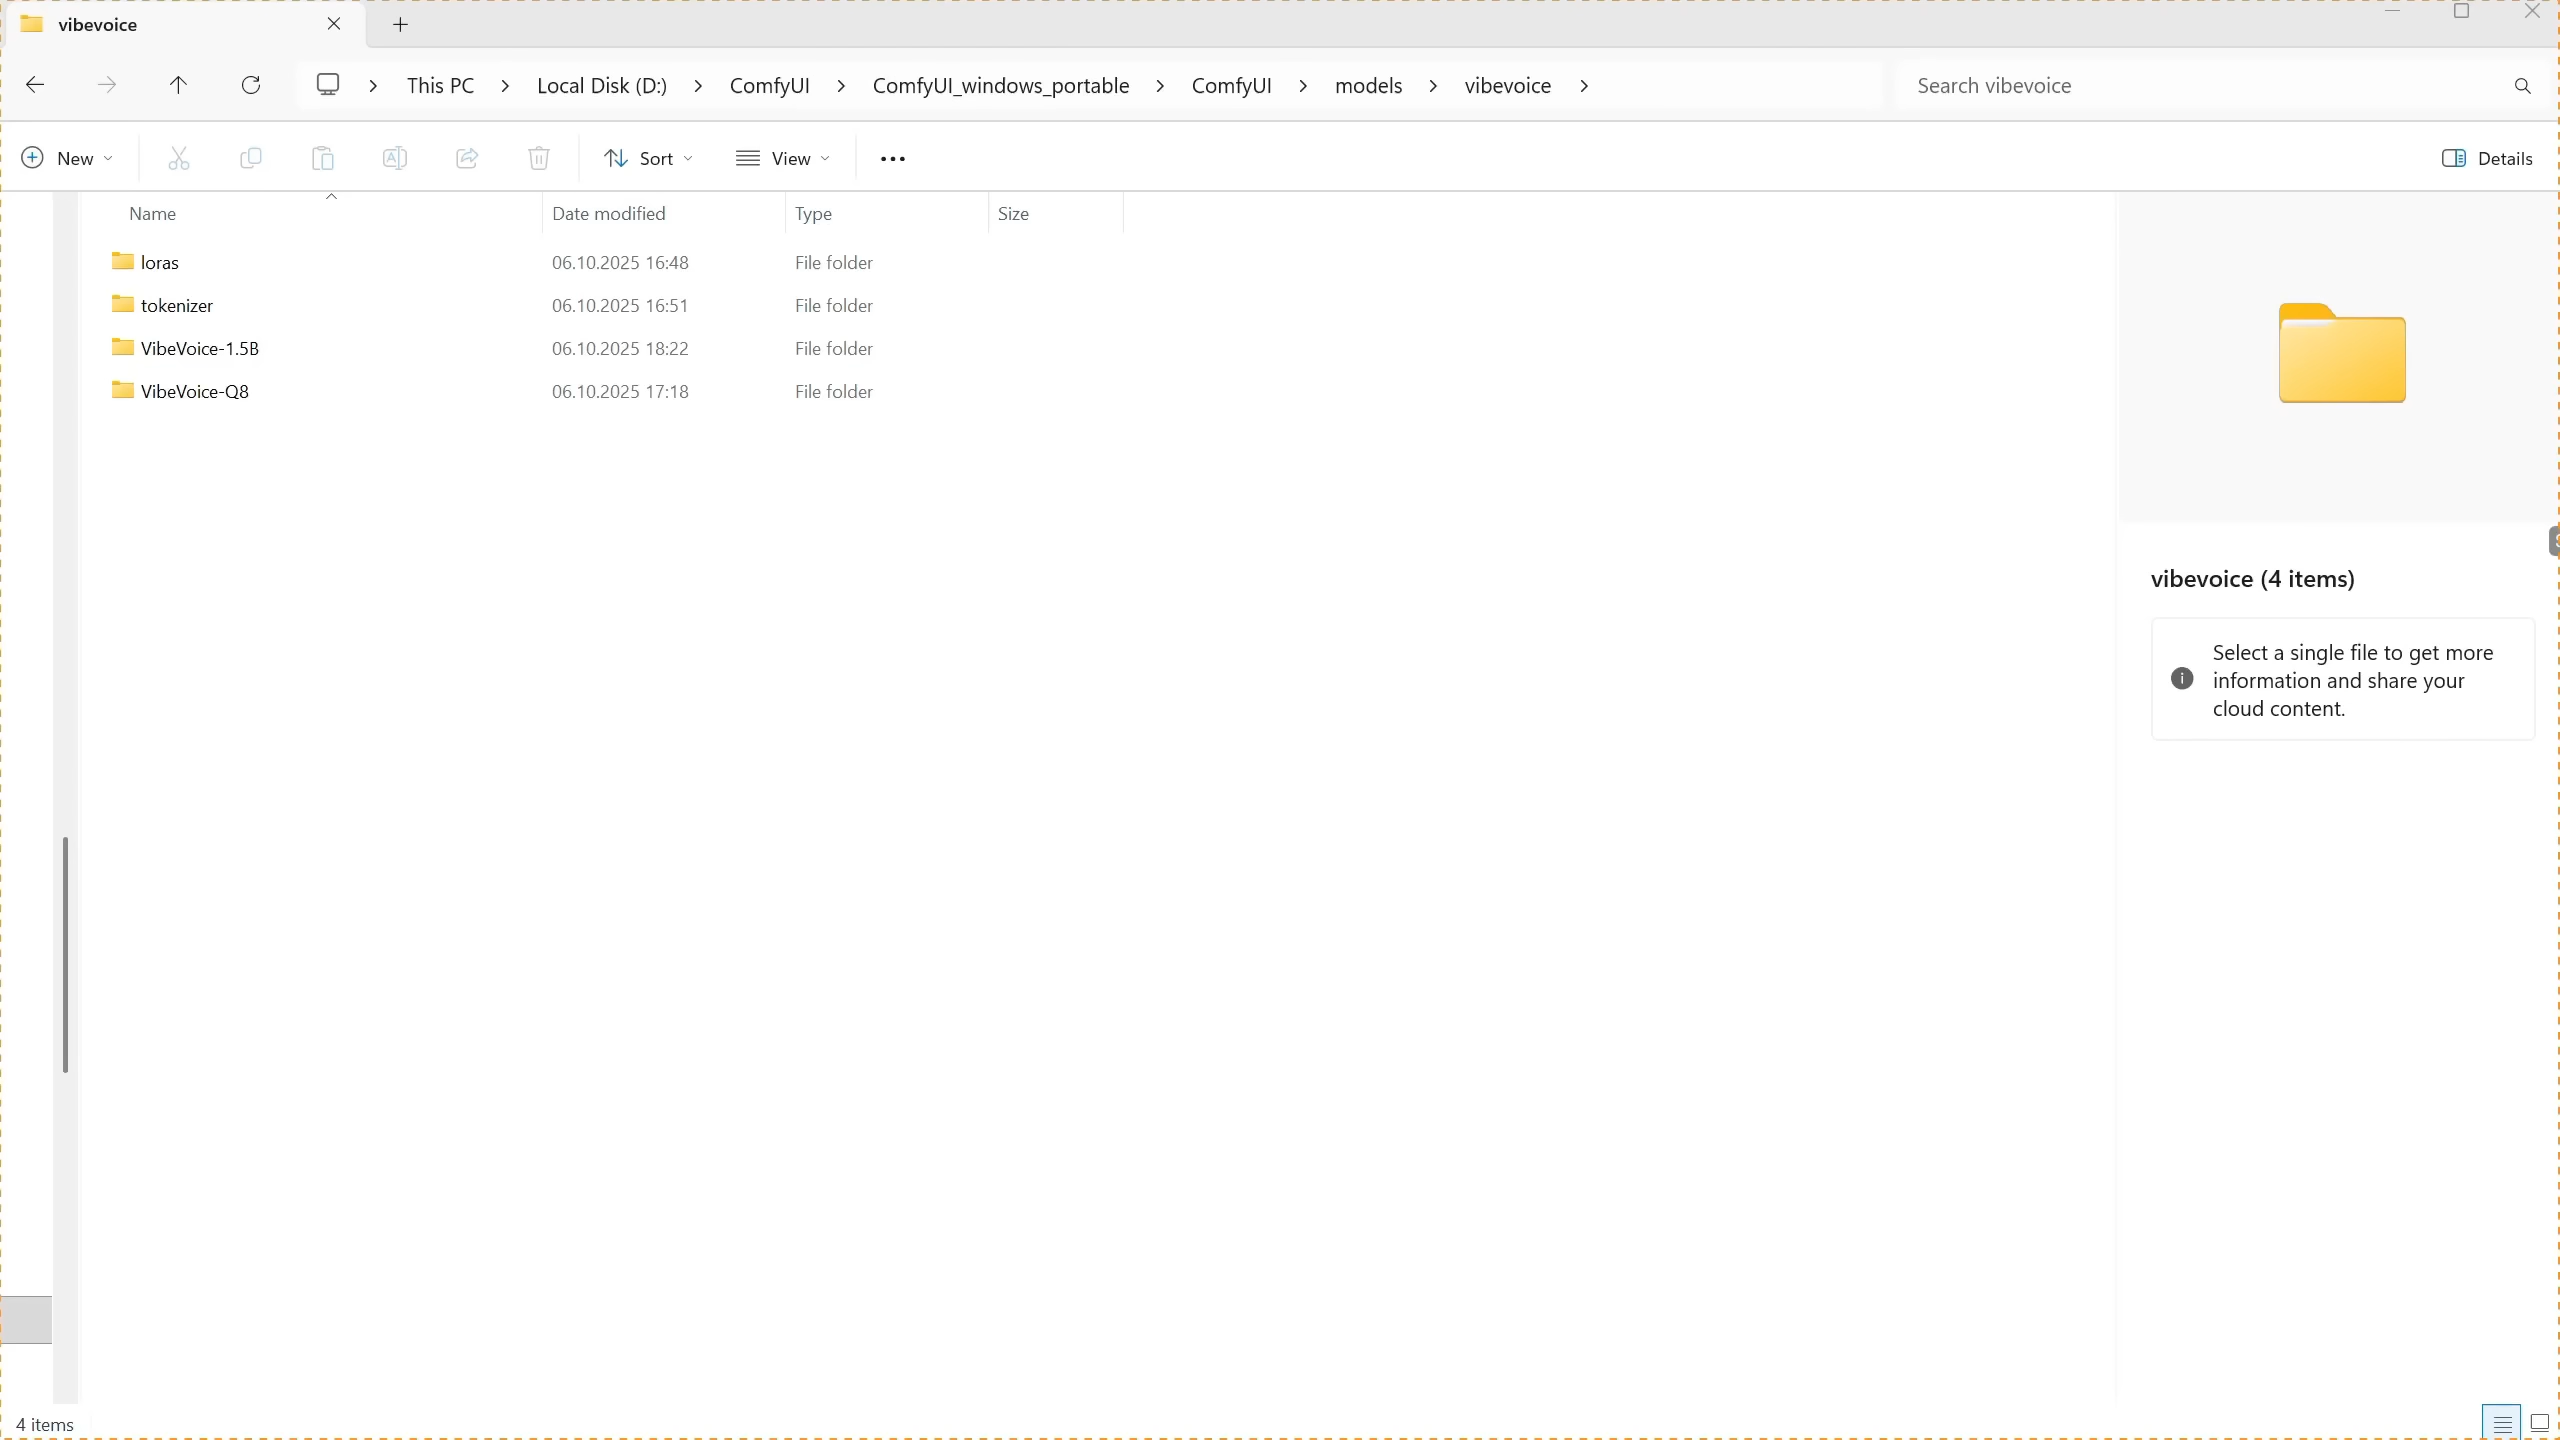 vibevoice
This PC > Local Disk (D:) > ComfyUI > ComfyUI_windows_portable > ComfyUI > models > vibevoice >
Search vibevoice
New
Sort
View
Details
Name Date modified Type Size
loras 06.10.2025 16:48 File folder
tokenizer 06.10.2025 16:51 File folder
VibeVoice-1.5B 06.10.2025 18:22 File folder
VibeVoice-Q8 06.10.2025 17:18 File folder
vibevoice (4 items)
Select a single file to get more
information and share your
cloud content.
4 items